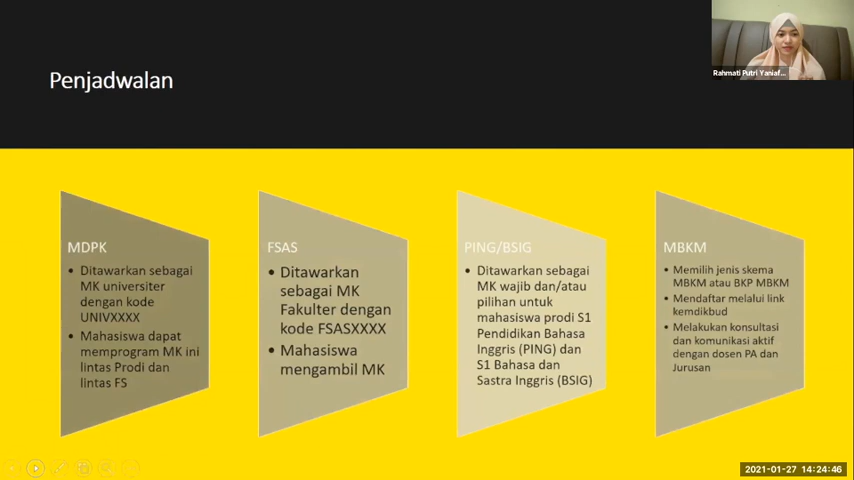 Rahmati Putri Yaniaf...
Penjadwalan
MDPK
• Ditawarkan sebagai
MK universiter
dengan kode
UNIVXXXX
• Mahasiswa dapat
memprogram MK ini
lintas Prodi dan
lintas FS
FSAS
• Ditawarkan
sebagai MK
Fakulter dengan
kode FSASXXXX
• Mahasiswa
mengambil MK
PING/BSIG
• Ditawarkan sebagai
MK wajib dan/atau
pilihan untuk
mahasiswa prodi S1
Pendidikan Bahasa
Inggris (PING) dan
S1 Bahasa dan
Sastra Inggris (BSIG)
MBKM
• Memilih jenis skema
MBKM atau BKP MBKM
• Mendaftar melalui link
kemdikbud
• Melakukan konsultasi
dan komunikasi aktif
dengan dosen PA dan
Jurusan
2021-01-27 14:24:46